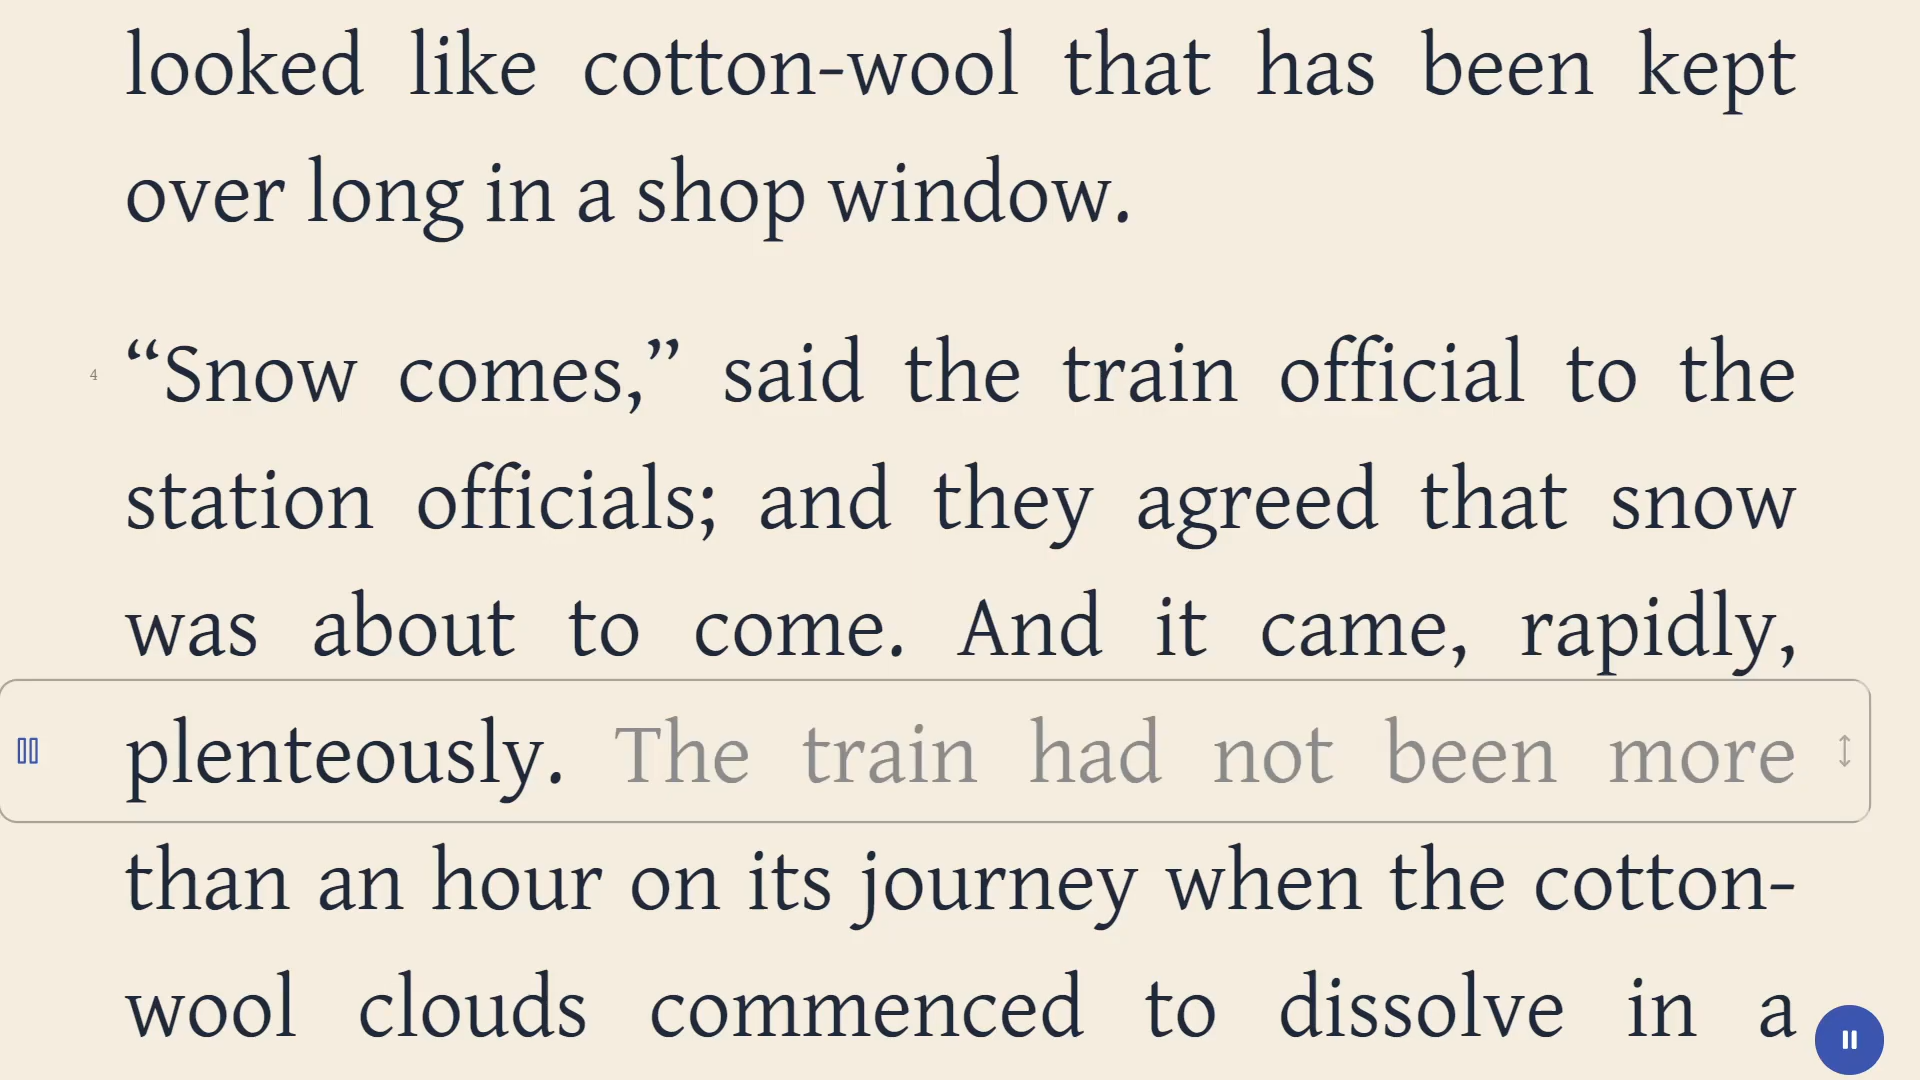 looked like cotton-wool that has been kept
over long in a shop window.
4
“Snow comes,” said the train official to the
station officials; and they agreed that snow
was about to come. And it came, rapidly,
plenteously. The train had not been more
than an hour on its journey when the cotton-
wool clouds commenced to dissolve in a